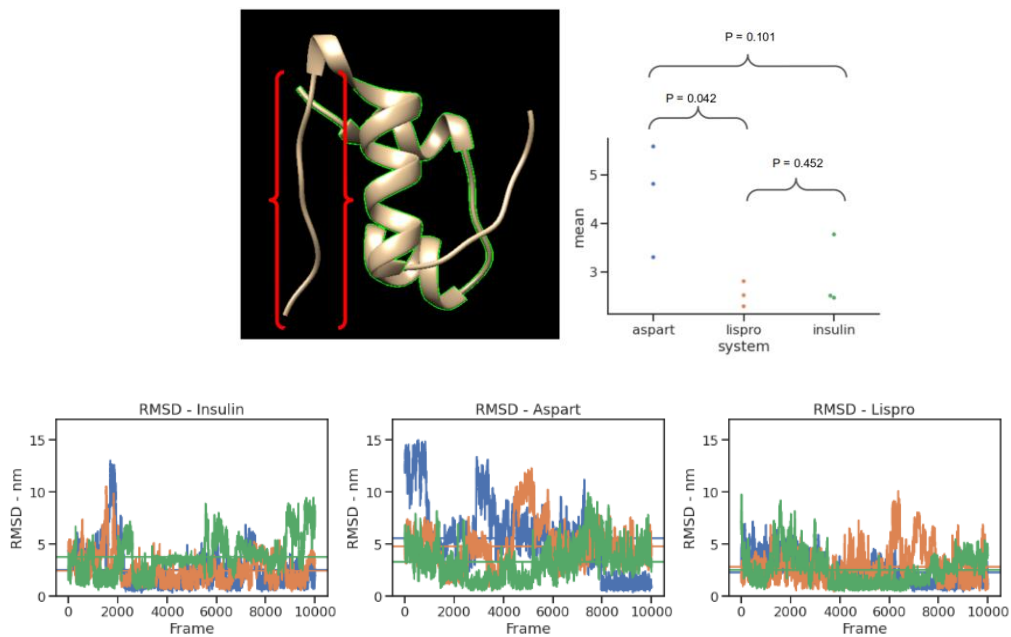 P = 0.101
P = 0.042
P = 0.452
5
4
3
mean
aspart lispro insulin
system
RMSD - Insulin
RMSD - nm
15
10
5
0
0 2000 4000 6000 8000 10000
Frame
RMSD - Aspart
RMSD - nm
15
10
5
0
0 2000 4000 6000 8000 10000
Frame
RMSD - Lispro
RMSD - nm
15
10
5
0
0 2000 4000 6000 8000 10000
Frame